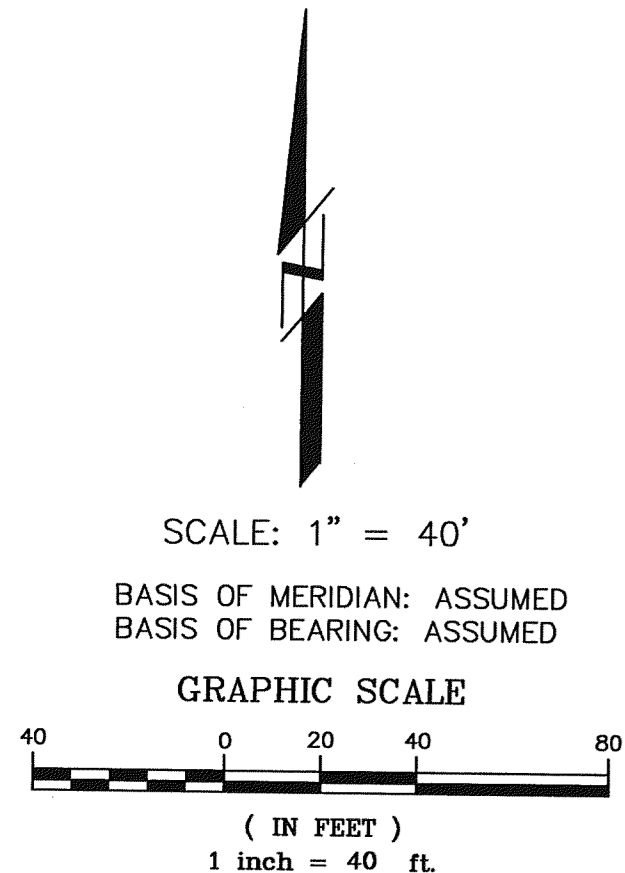 N
SCALE: 1" = 40'
BASIS OF MERIDIAN: ASSUMED
BASIS OF BEARING: ASSUMED
GRAPHIC SCALE
40 0 20 40 80
( IN FEET )
1 inch = 40 ft.